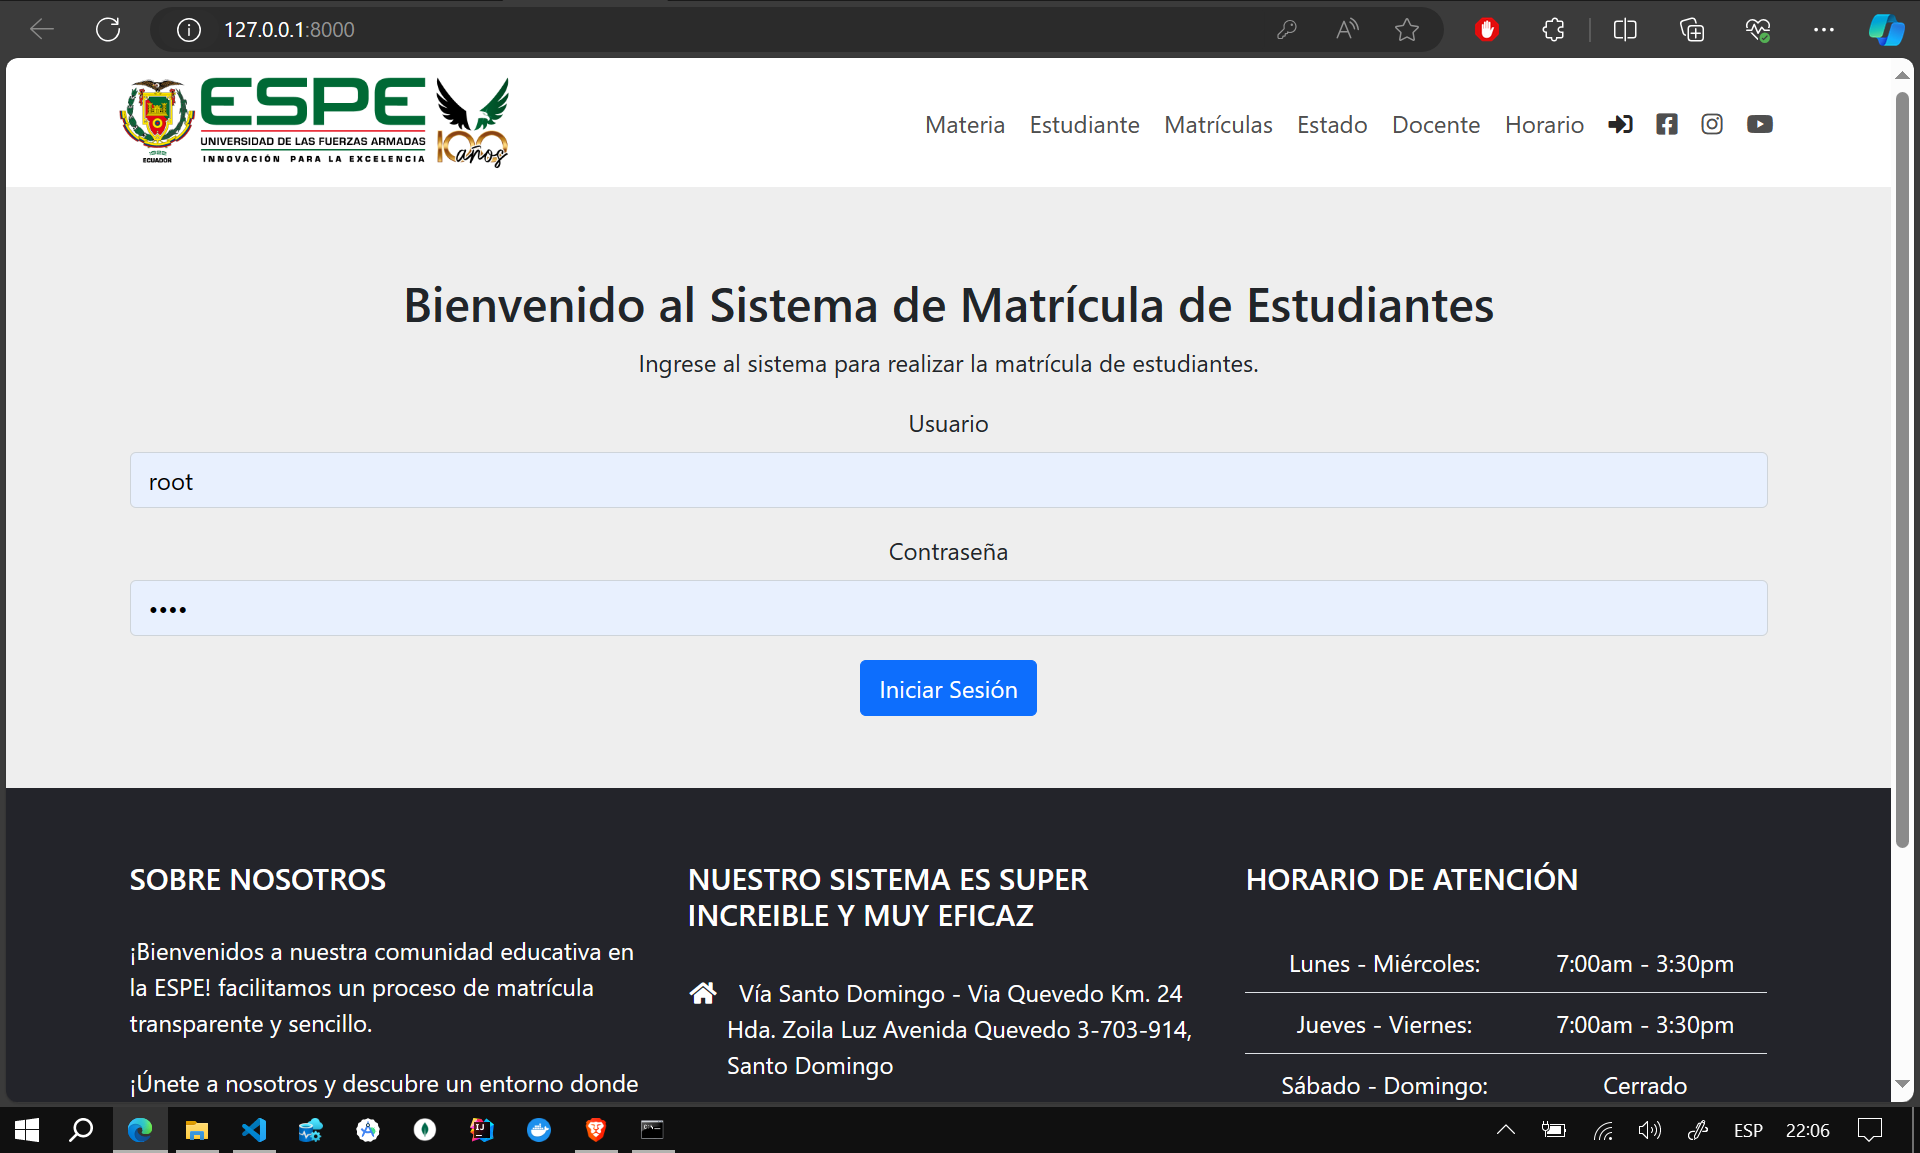 127.0.0.1:8000
ESPE
UNIVERSIDAD DE LAS FUERZAS ARMADAS
INNOVACIÓN PARA LA EXCELENCIA
ECUADOR
100
años
Materia Estudiante Matrículas Estado Docente Horario
Bienvenido al Sistema de Matrícula de Estudiantes
Ingrese al sistema para realizar la matrícula de estudiantes.
Usuario
root
Contraseña
••••
Iniciar Sesión
SOBRE NOSOTROS
¡Bienvenidos a nuestra comunidad educativa en
la ESPE! facilitamos un proceso de matrícula
transparente y sencillo.
¡Únete a nosotros y descubre un entorno donde
NUESTRO SISTEMA ES SUPER
INCREIBLE Y MUY EFICAZ
Vía Santo Domingo - Via Quevedo Km. 24
Hda. Zoila Luz Avenida Quevedo 3-703-914,
Santo Domingo
HORARIO DE ATENCIÓN
Lunes - Miércoles: 7:00am - 3:30pm
Jueves - Viernes: 7:00am - 3:30pm
Sábado - Domingo: Cerrado
ESP 22:06